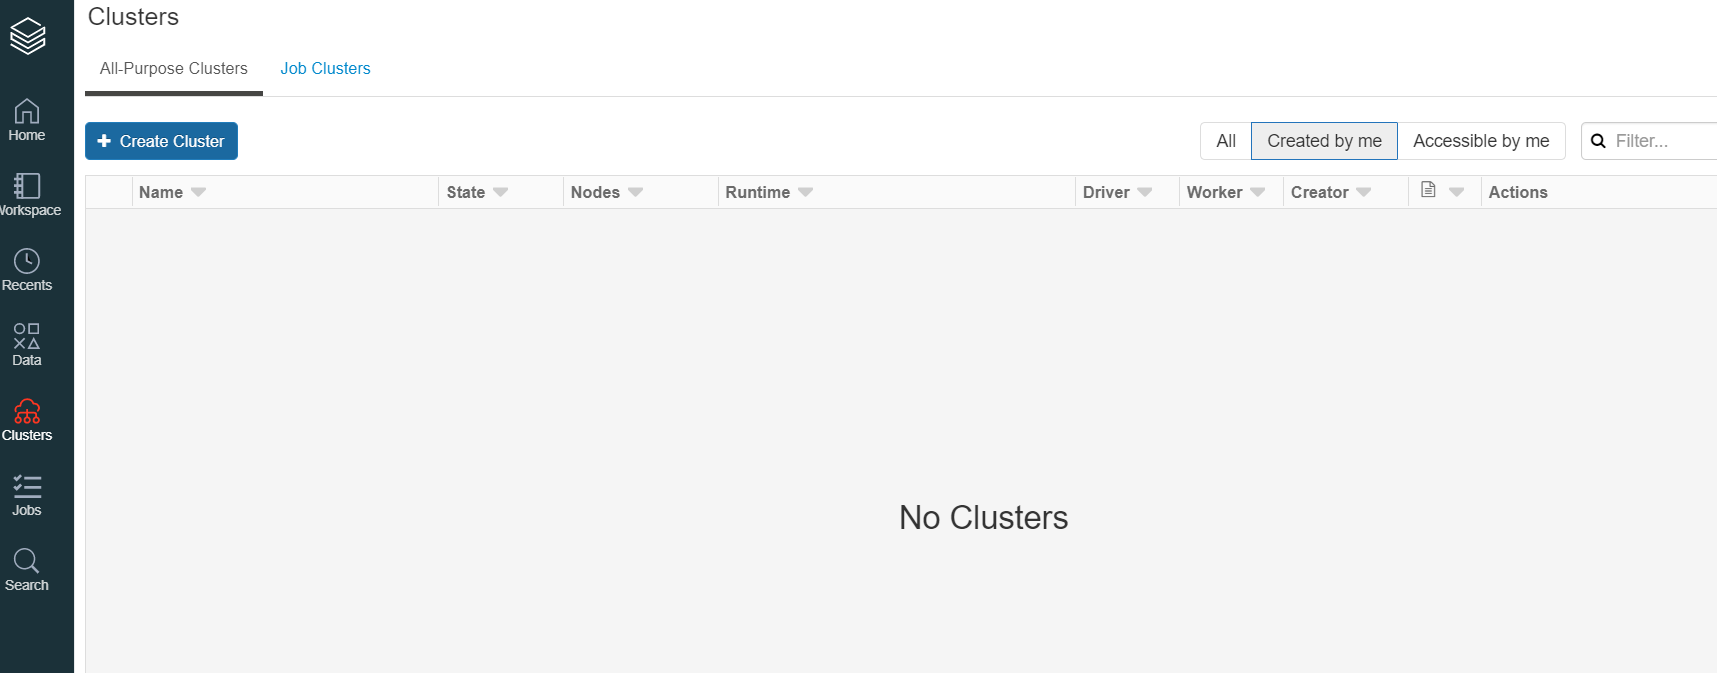 Clusters
All-Purpose Clusters Job Clusters
Create Cluster All Created by me Accessible by me Filter...
Name State Nodes Runtime Driver Worker Creator Actions
No Clusters
Home
Workspace
Recents
Data
Clusters
Jobs
Search